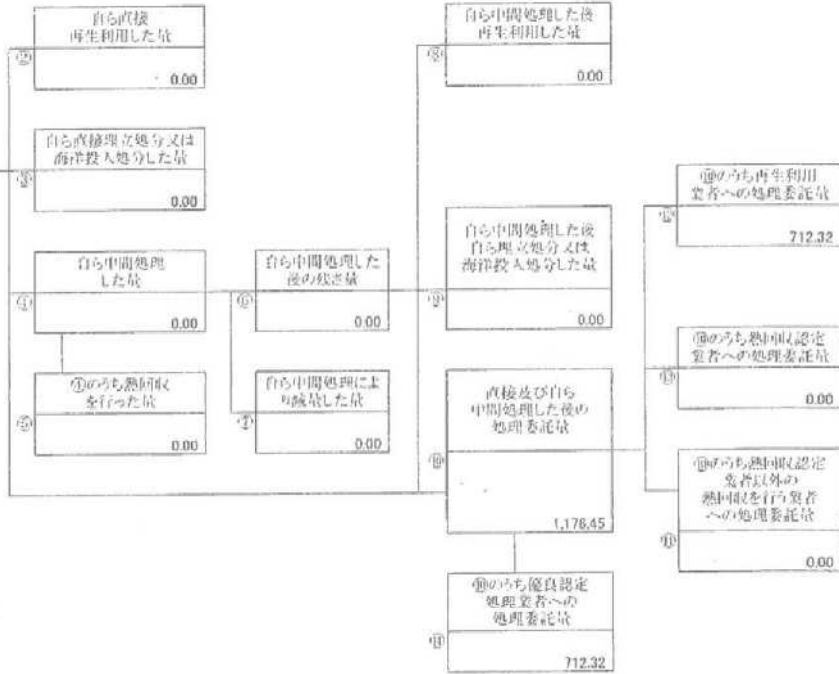 自ら直接
再生利用した量
②
0.00
自ら中間処理した後
再生利用した量
⑧
0.00
自ら直接埋立処分又は
海洋投入処分した量
③
0.00
⑩のうち再生利用
業者への処理委託量
⑫
712.32
自ら中間処理
した量
④
0.00
自ら中間処理した
後の残さ量
⑥
0.00
自ら中間処理した後
自ら埋立処分又は
海洋投入処分した量
⑨
0.00
⑩のうち熱回収認定
業者への処理委託量
⑬
0.00
④のうち熱回収
を行った量
⑤
0.00
自ら中間処理によ
り減量した量
⑦
0.00
直接及び自ら
中間処理した後の
処理委託量
⑩
1,176.45
⑩のうち熱回収認定
業者以外の
熱回収を行う業者
への処理委託量
0.00
⑩のうち優良認定
処理業者への
処理委託量
712.32